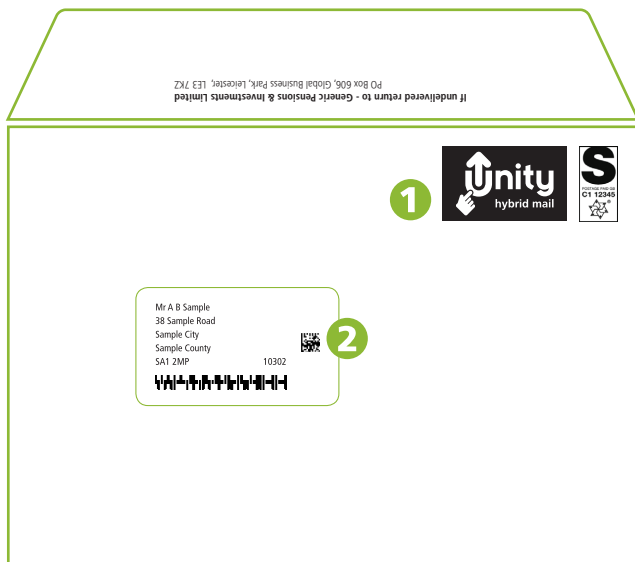 If undelivered return to - Generic Pensions & Investments Limited
PO Box 606, Global Business Park, Leicester, LE3 7KZ
1
Unity
hybrid mail
S
POSTAGE PAID GB
C1 12345
®
Mr A B Sample
38 Sample Road
Sample City
Sample County
SA1 2MP 10302
2